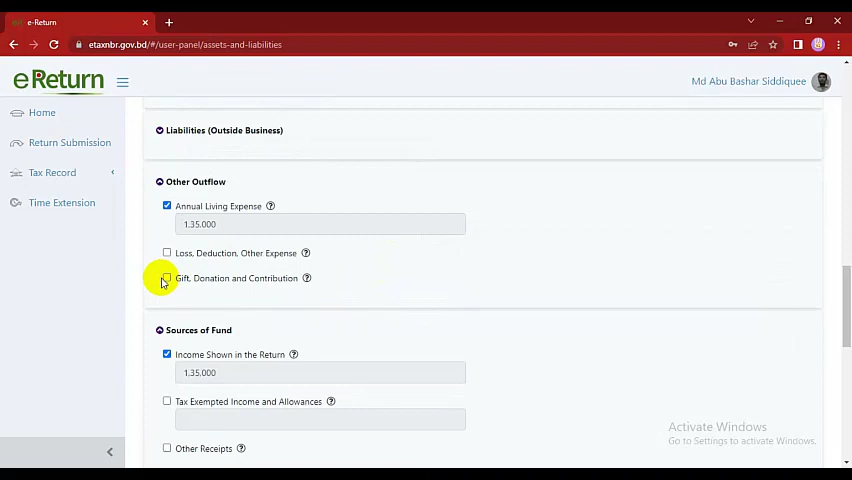 e-Return
etaxnbr.gov.bd/#/user-panel/assets-and-liabilities
eReturn
Md Abu Bashar Siddiquee
Home
Return Submission
Tax Record
Time Extension
Liabilities (Outside Business)
Other Outflow
Annual Living Expense
1,35,000
Loss, Deduction, Other Expense
Gift, Donation and Contribution
Sources of Fund
Income Shown in the Return
1,35,000
Tax Exempted Income and Allowances
Other Receipts
Activate Windows
Go to Settings to activate Windows.